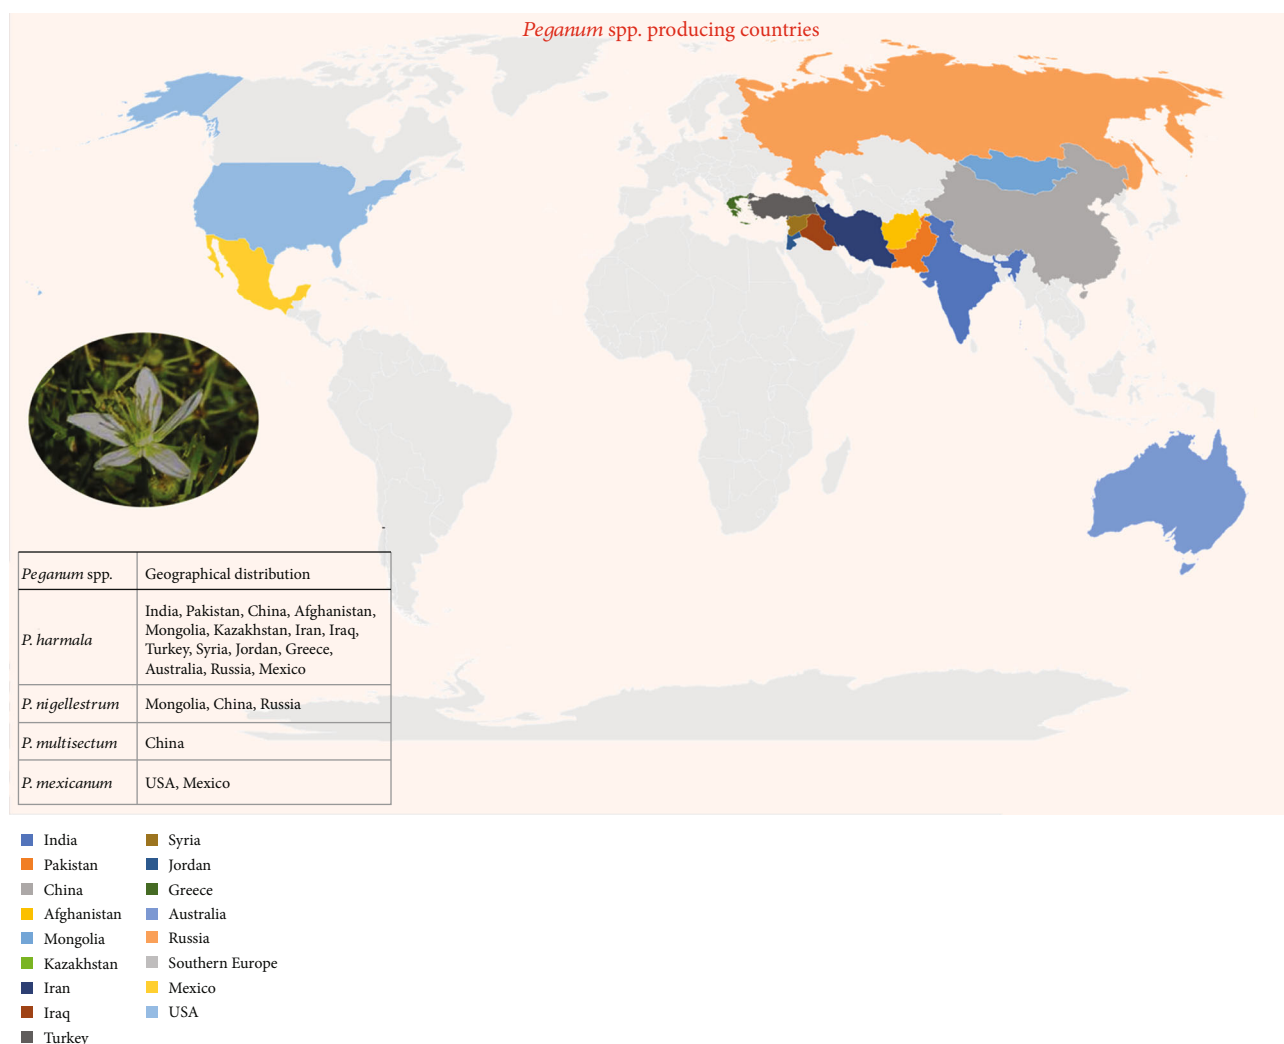 Peganum spp. producing countries
Peganum spp.
Geographical distribution
P. harmala
India, Pakistan, China, Afghanistan,
Mongolia, Kazakhstan, Iran, Iraq,
Turkey, Syria, Jordan, Greece,
Australia, Russia, Mexico
P. nigellestrum
Mongolia, China, Russia
P. multisectum
China
P. mexicanum
USA, Mexico
India
Pakistan
China
Afghanistan
Mongolia
Kazakhstan
Iran
Iraq
Turkey
Syria
Jordan
Greece
Australia
Russia
Southern Europe
Mexico
USA